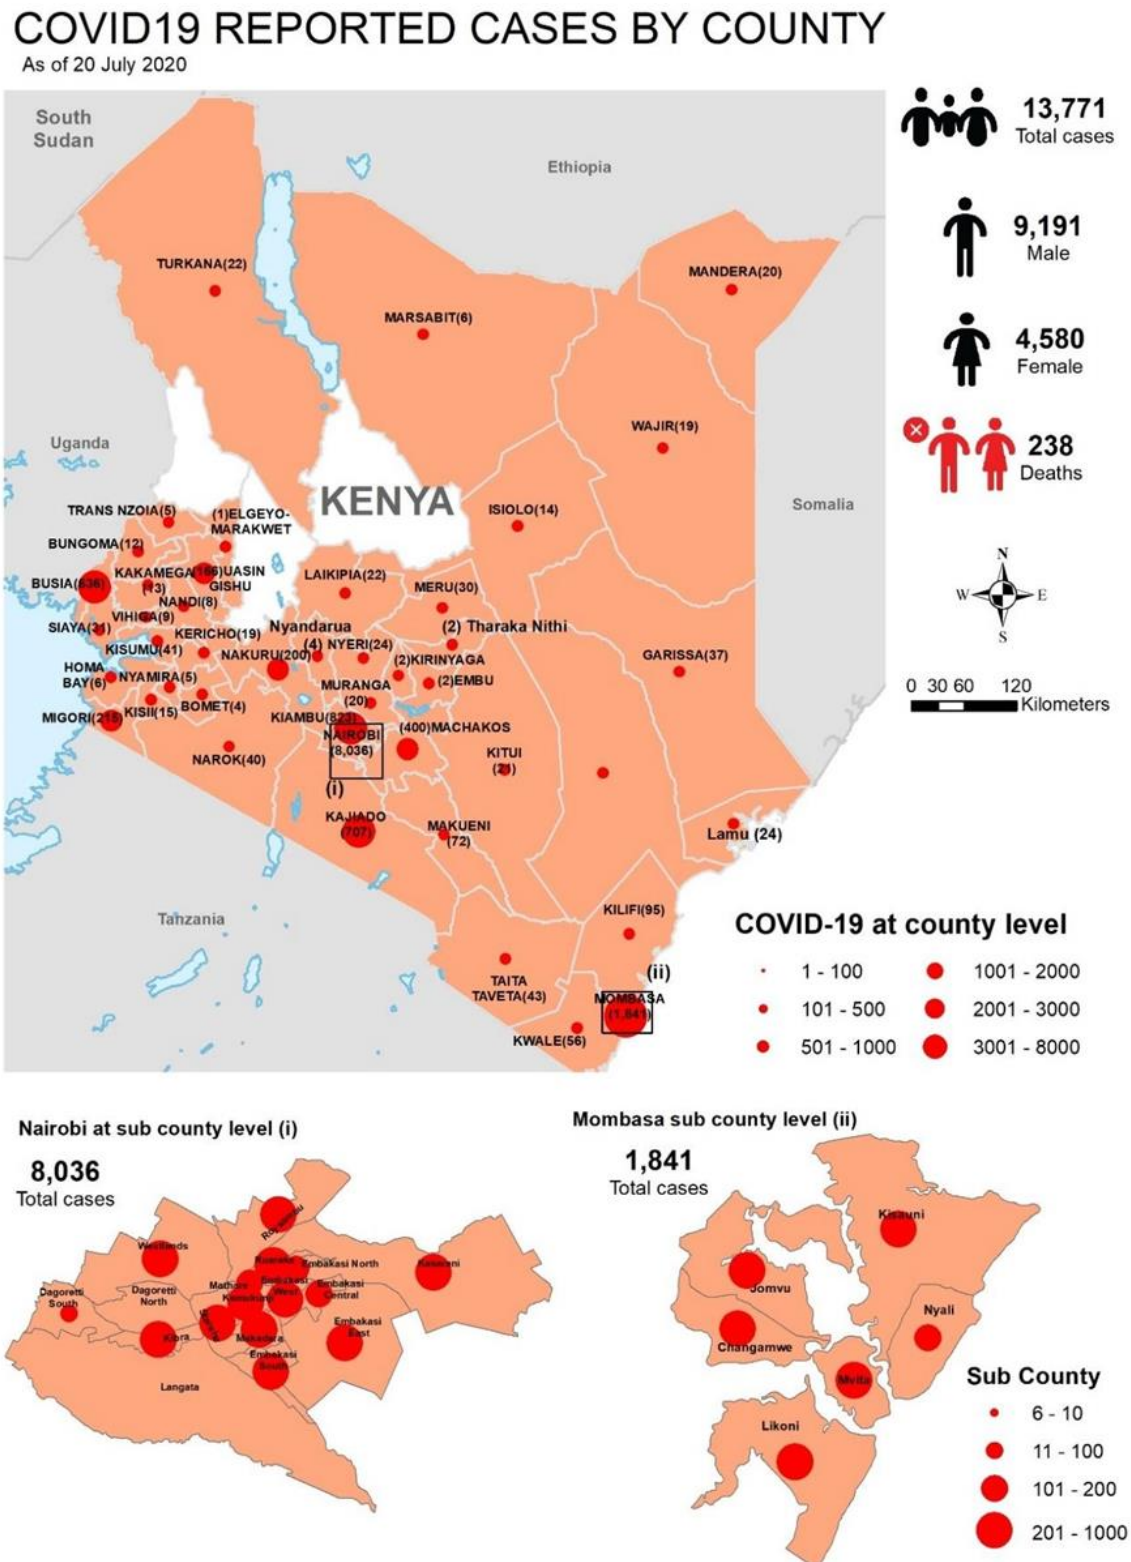 COVID19 REPORTED CASES BY COUNTY
As of 20 July 2020
South
Sudan
Ethiopia
Uganda
Somalia
Tanzania
KENYA
TURKANA(22)
MARSABIT(6)
MANDERA(20)
WAJIR(19)
ISIOLO(14)
TRANS NZOIA(5)
(1)ELGEYO-
MARAKWET
BUNGOMA(12)
BUSIA(636)
KAKAMEGA
(13)
(166)UASIN
GISHU
NANDI(8)
VIHIGA(9)
SIAYA(31)
KISUMU(41)
KERICHO(19)
LAIKIPIA(22)
MERU(30)
Nyandarua
(4)
NYERI(24)
(2) Tharaka Nithi
NAKURU(200)
(2)KIRINYAGA
(2)EMBU
GARISSA(37)
HOMA
BAY(6)
NYAMIRA(5)
MURANGA
(20)
KISII(15)
BOMET(4)
MIGORI(215)
KIAMBU(823)
NAIROBI
(8,036)
(400)MACHAKOS
NAROK(40)
KITUI
(21)
(i)
KAJIADO
(707)
MAKUENI
(72)
Lamu (24)
KILIFI(95)
(ii)
TAITA
TAVETA(43)
MOMBASA
(1,841)
KWALE(56)
13,771
Total cases
9,191
Male
4,580
Female
238
Deaths
N
W E
S
0 30 60 120
Kilometers
COVID-19 at county level
1 - 100
101 - 500
501 - 1000
1001 - 2000
2001 - 3000
3001 - 8000
Nairobi at sub county level (i)
8,036
Total cases
Roysambu
Westlands
Ruaraka
Embakasi North
Kasarani
Mathare
Embakasi
West
Embakasi
Central
Dagoretti
South
Dagoretti
North
Kamukunji
Starehe
Kibra
Makadara
Embakasi
East
Embakasi
South
Langata
Mombasa sub county level (ii)
1,841
Total cases
Kisauni
Jomvu
Nyali
Changamwe
Mvita
Likoni
Sub County
6 - 10
11 - 100
101 - 200
201 - 1000